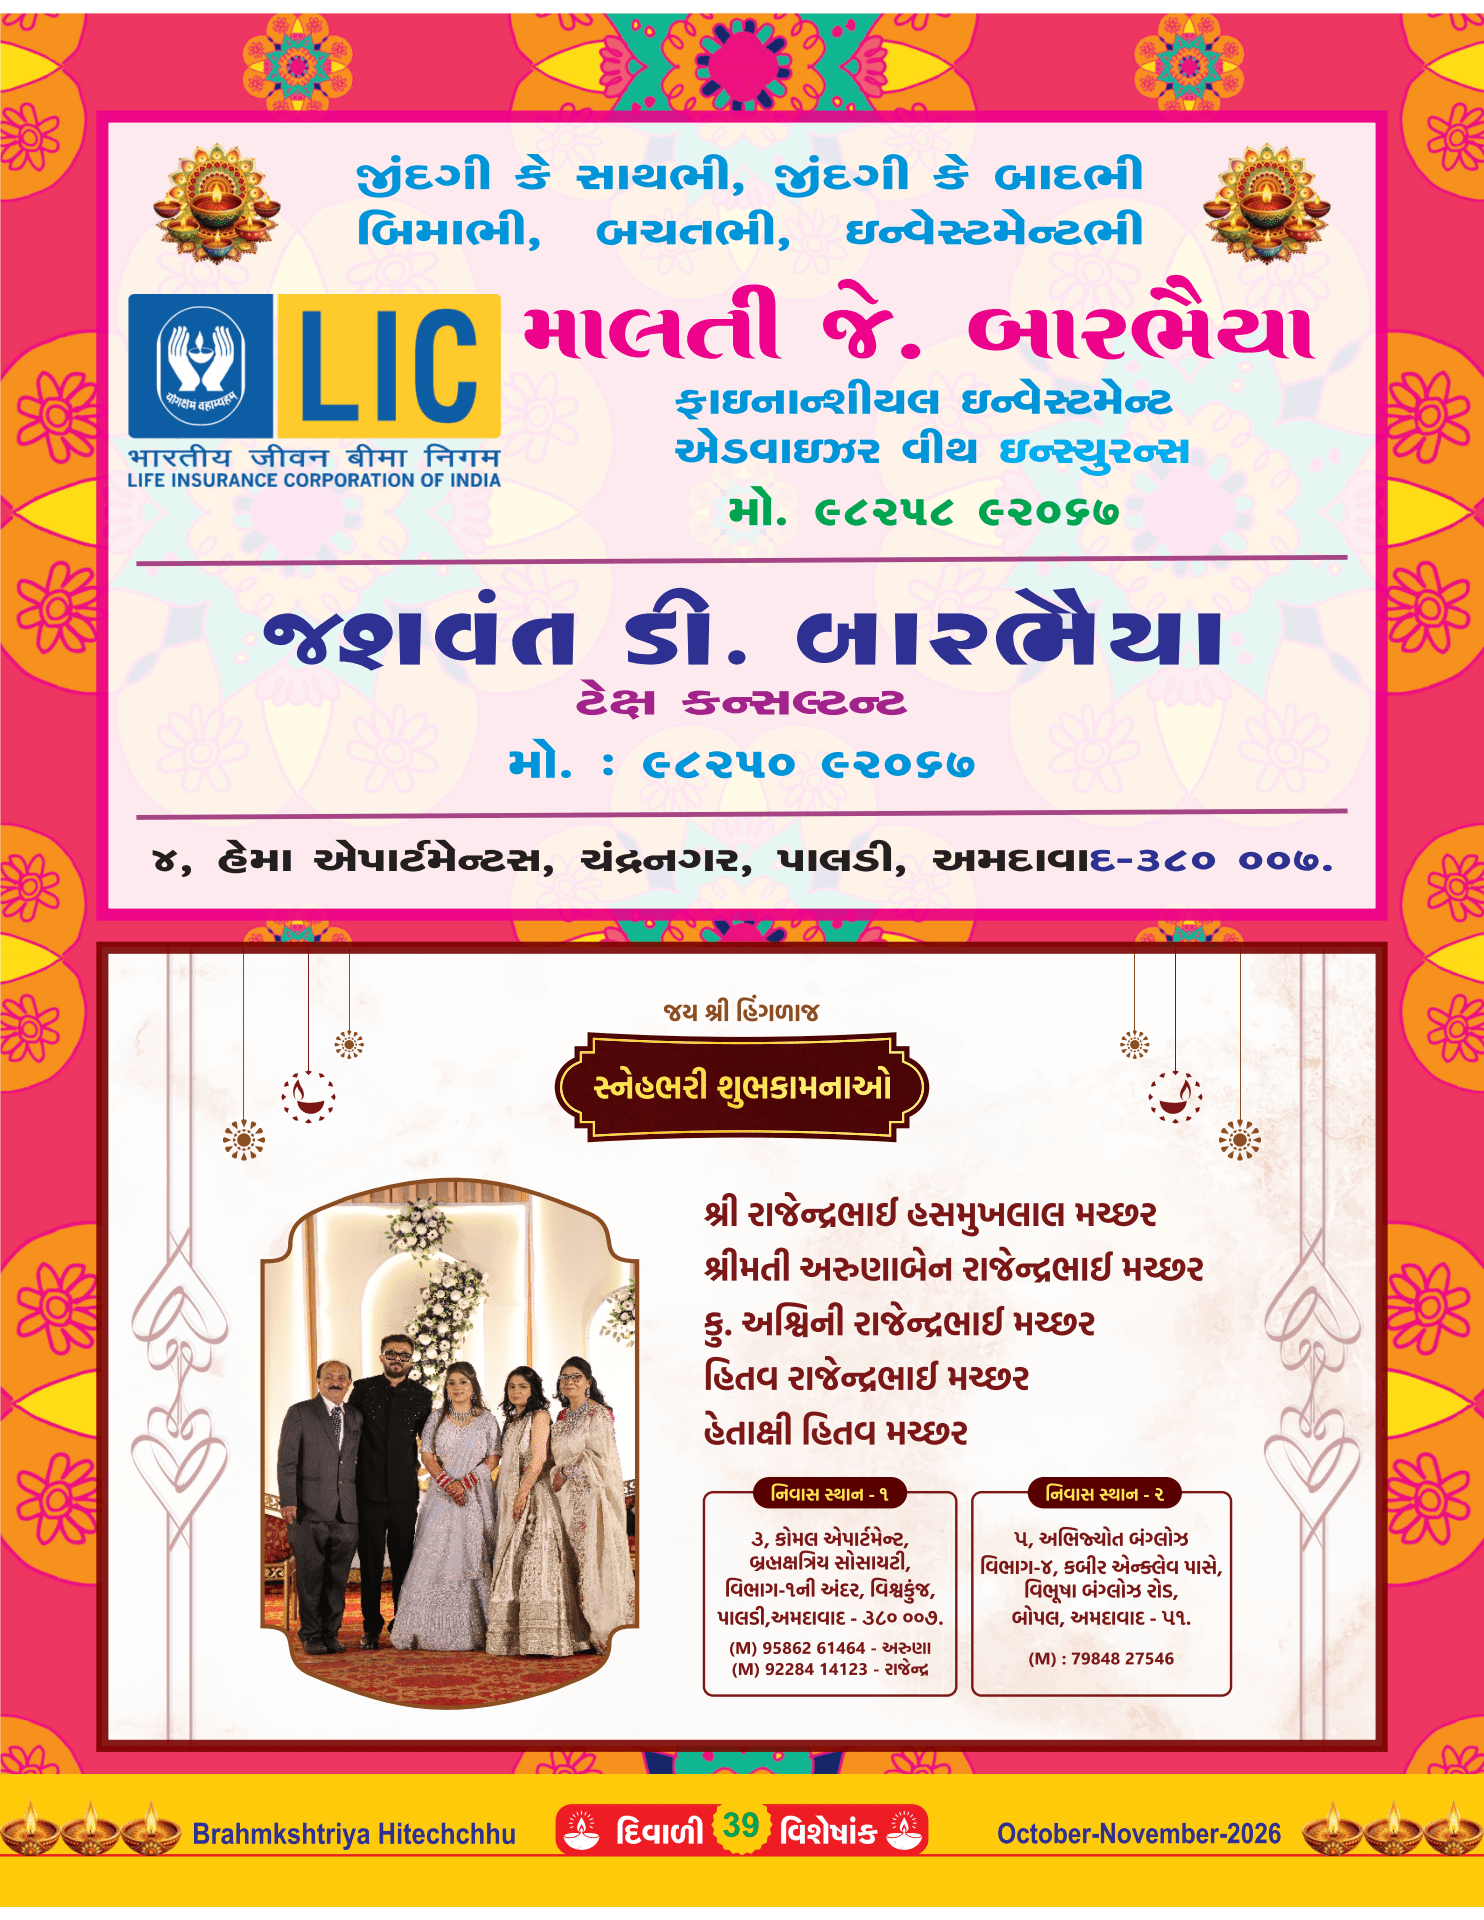 જીંદગી કે સાથભી, જીંદગી કે બાદભી
બિમાભી, બચતભી, ઇન્વેસ્ટમેન્ટભી
योगक्षेमं वहाम्यहम्
LIC
भारतीय जीवन बीमा निगम
LIFE INSURANCE CORPORATION OF INDIA
માલતી જે. બારભૈયા
ફાઇનાન્શીયલ ઇન્વેસ્ટમેન્ટ
એડવાઇઝર વીથ ઇન્સ્યુરન્સ
મો. ૯૮૨૫૮ ૯૨૦૬૭
જશવંત ડી. બારભૈયા
ટેક્ષ કન્સલ્ટન્ટ
મો. : ૯૮૨૫૦ ૯૨૦૬૭
૪, હેમા એપાર્ટમેન્ટસ, ચંદ્રનગર, પાલડી, અમદાવાદ-૩૮૦ ૦૦૭.
જય શ્રી હિંગળાજ
સ્નેહભરી શુભકામનાઓ
શ્રી રાજેન્દ્રભાઈ હસમુખલાલ મચ્છર
શ્રીમતી અરુણાબેન રાજેન્દ્રભાઈ મચ્છર
કુ. અશ્વિની રાજેન્દ્રભાઈ મચ્છર
હિતવ રાજેન્દ્રભાઈ મચ્છર
હેતાક્ષી હિતવ મચ્છર
નિવાસ સ્થાન - ૧
૩, કોમલ એપાર્ટમેન્ટ,
બ્રહ્મક્ષત્રિય સોસાયટી,
વિભાગ-૧ની અંદર, વિશ્વકુંજ,
પાલડી,અમદાવાદ - ૩૮૦ ૦૦૭.
(M) 95862 61464 - અરુણા
(M) 92284 14123 - રાજેન્દ્ર
નિવાસ સ્થાન - ૨
૫, અભિજ્યોત બંગ્લોઝ
વિભાગ-૪, કબીર એન્ક્લેવ પાસે,
વિભૂષા બંગ્લોઝ રોડ,
બોપલ, અમદાવાદ - ૫૧.
(M) : 79848 27546
Brahmkshtriya Hitechchhu
દિવાળી 39 વિશેષાંક
October-November-2026